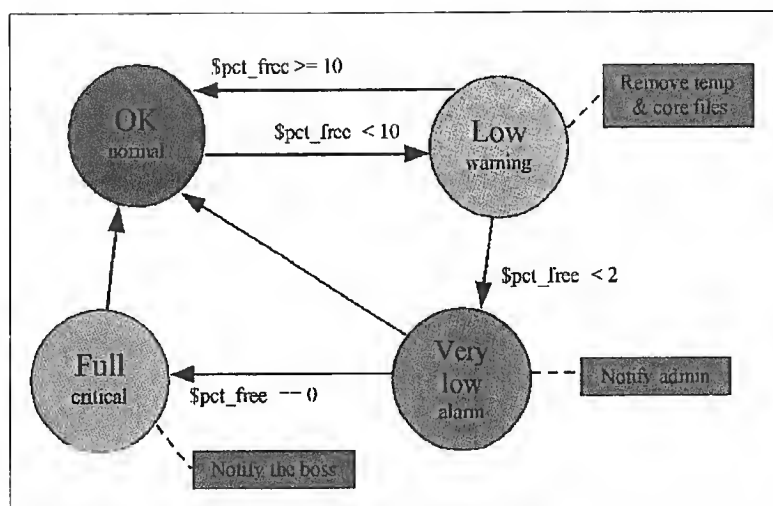 $pct_free >= 10
Remove temp
& core files
OK
normal
$pct_free < 10
Low
warning
$pct_free < 2
Full
critical
Very
low
alarm
Notify admin
$pct_free == 0
Notify the boss